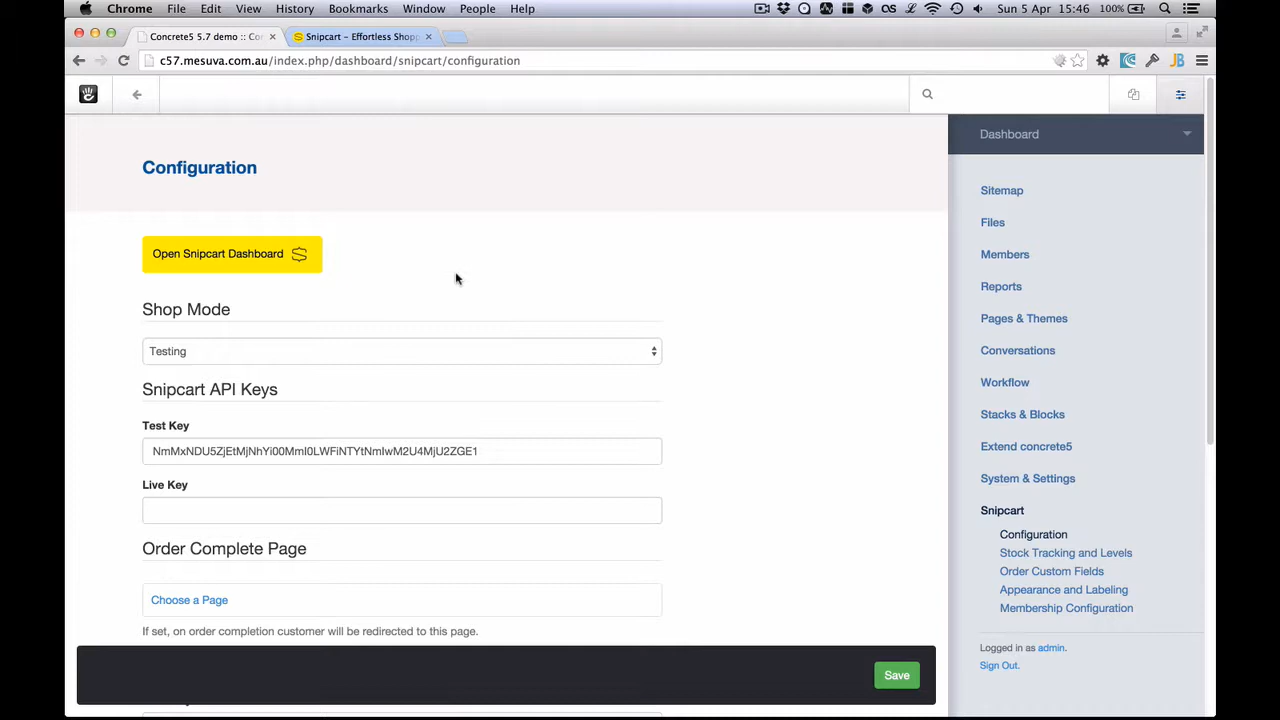 Chrome File Edit View History Bookmarks Window People Help Sun 5 Apr 15:46 100%
Concrete5 5.7 demo :: Co Snipcart – Effortless Shopp
c57.mesuva.com.au/index.php/dashboard/snipcart/configuration
Configuration
Open Snipcart Dashboard
Shop Mode
Testing
Snipcart API Keys
Test Key
NmMxNDU5ZjEtMjNhYi00MmI0LWFiNTYtNmIwM2U4MjU2ZGE1
Live Key
Order Complete Page
Choose a Page
If set, on order completion customer will be redirected to this page.
Save
Dashboard
Sitemap
Files
Members
Reports
Pages & Themes
Conversations
Workflow
Stacks & Blocks
Extend concrete5
System & Settings
Snipcart
Configuration
Stock Tracking and Levels
Order Custom Fields
Appearance and Labeling
Membership Configuration
Logged in as admin.
Sign Out.